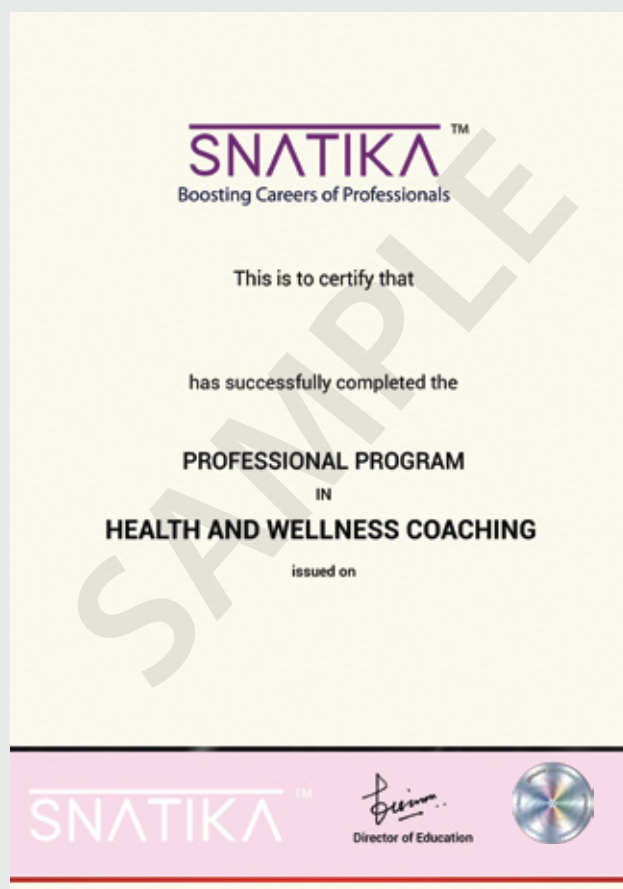 SNATIKA ™
Boosting Careers of Professionals
This is to certify that
has successfully completed the
PROFESSIONAL PROGRAM
IN
HEALTH AND WELLNESS COACHING
issued on
SAMPLE
SNATIKA ™
Director of Education